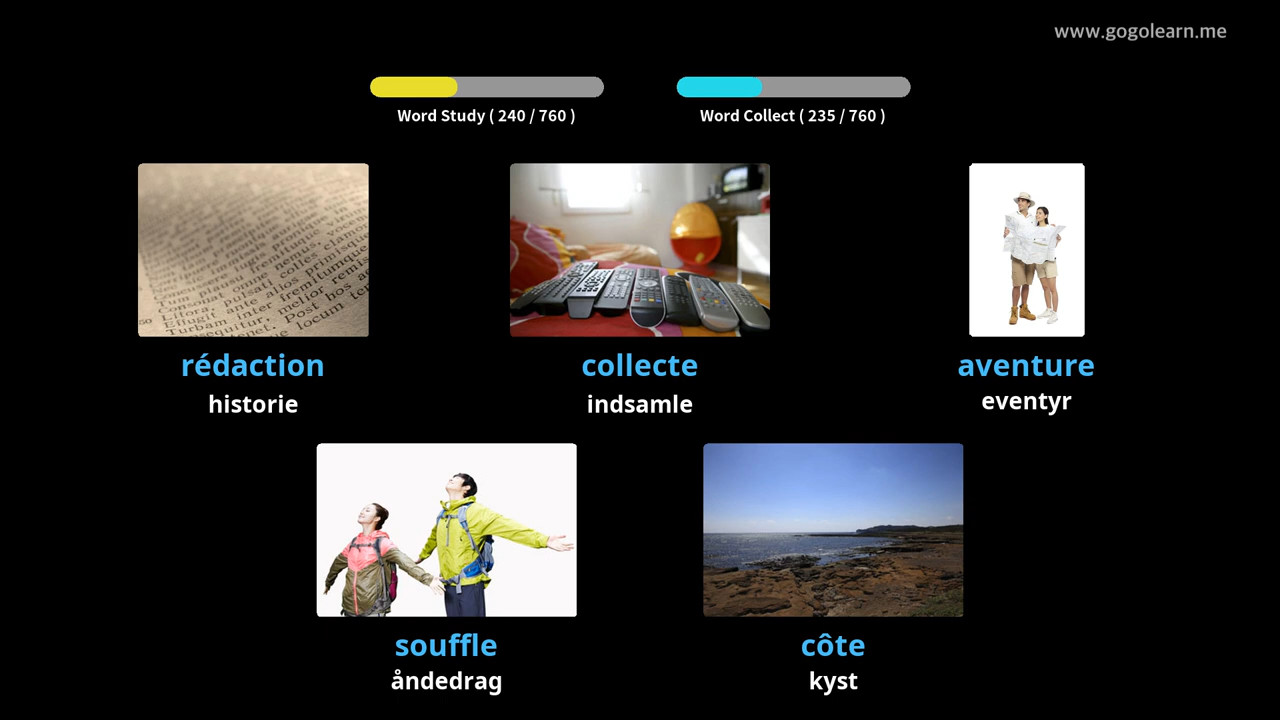 www.gogolearn.me
Word Study ( 240 / 760 )
Word Collect ( 235 / 760 )
rédaction
historie
collecte
indsamle
aventure
eventyr
souffle
åndedrag
côte
kyst